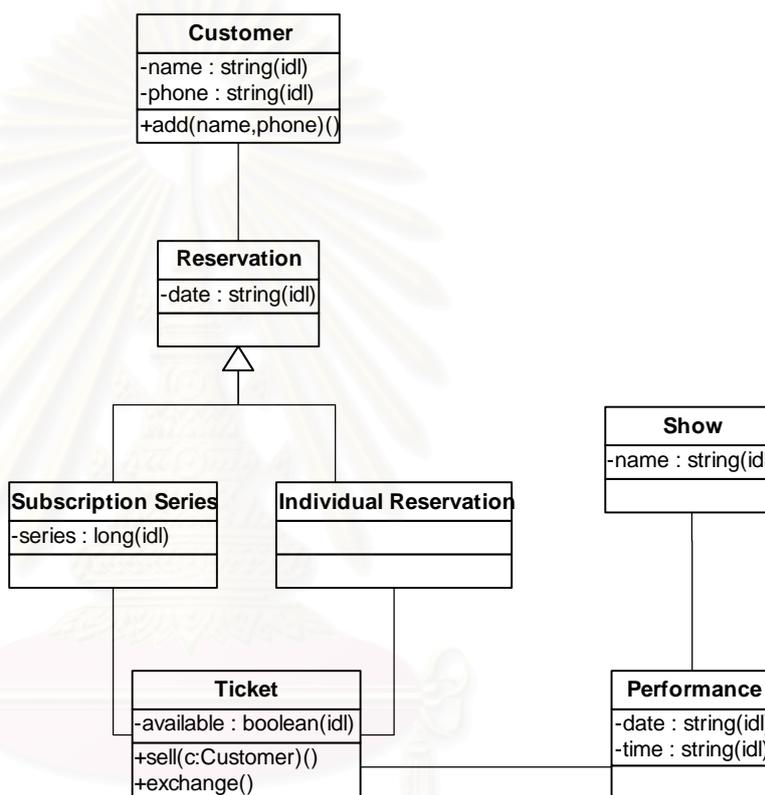 Customer
-name : string(idl)
-phone : string(idl)
+add(name,phone)()
Reservation
-date : string(idl)
Show
-name : string(idl
Subscription Series
-series : long(idl)
Individual Reservation
Ticket
-available : boolean(idl)
+sell(c:Customer)()
+exchange()
Performance
-date : string(idl
-time : string(idl)